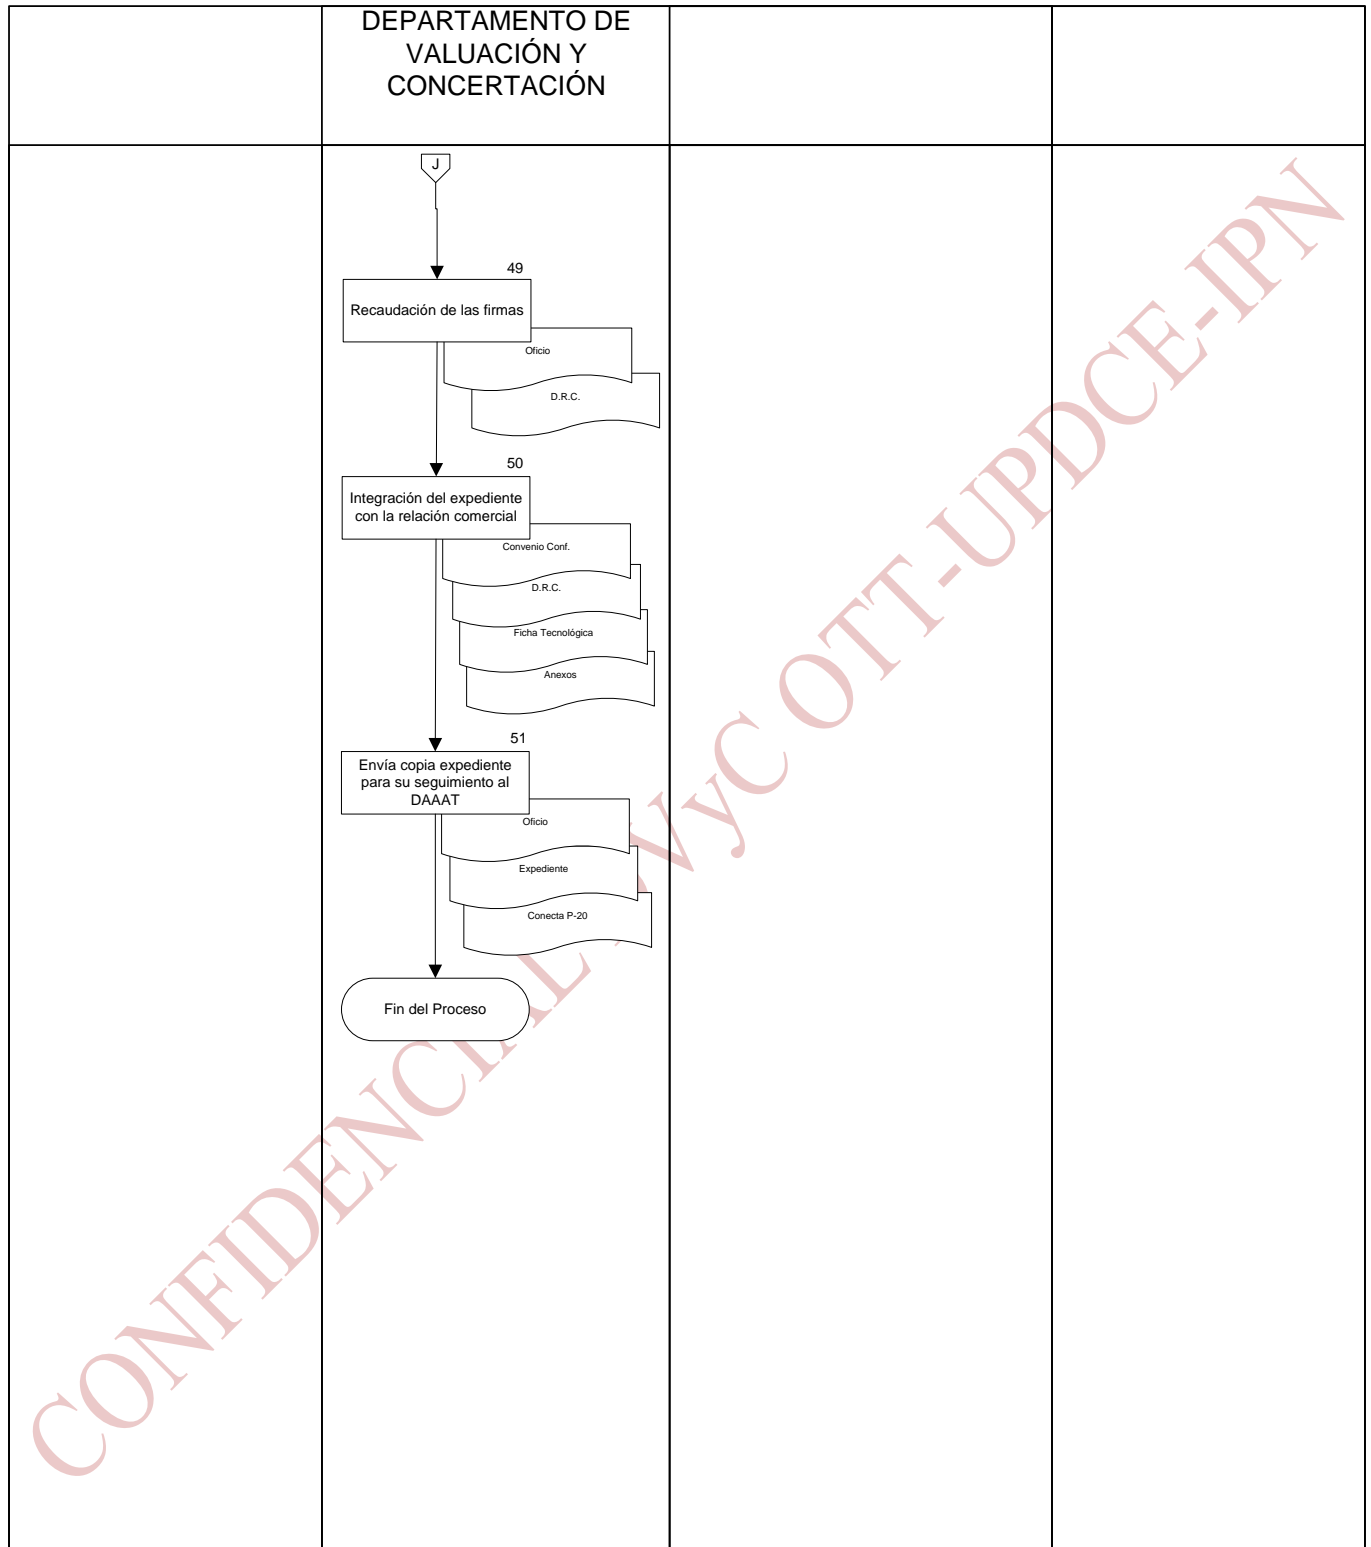 DEPARTAMENTO DE
VALUACIÓN Y
CONCERTACIÓN
J
49
Recaudación de las firmas
Oficio
D.R.C.
50
Integración del expediente
con la relación comercial
Convenio Conf.
D.R.C.
Ficha Tecnológica
Anexos
51
Envía copia expediente
para su seguimiento al
DAAAT
Oficio
Expediente
Conecta P-20
Fin del Proceso
CONFIDENCIAL VyC OTT-UPDCE-IPN